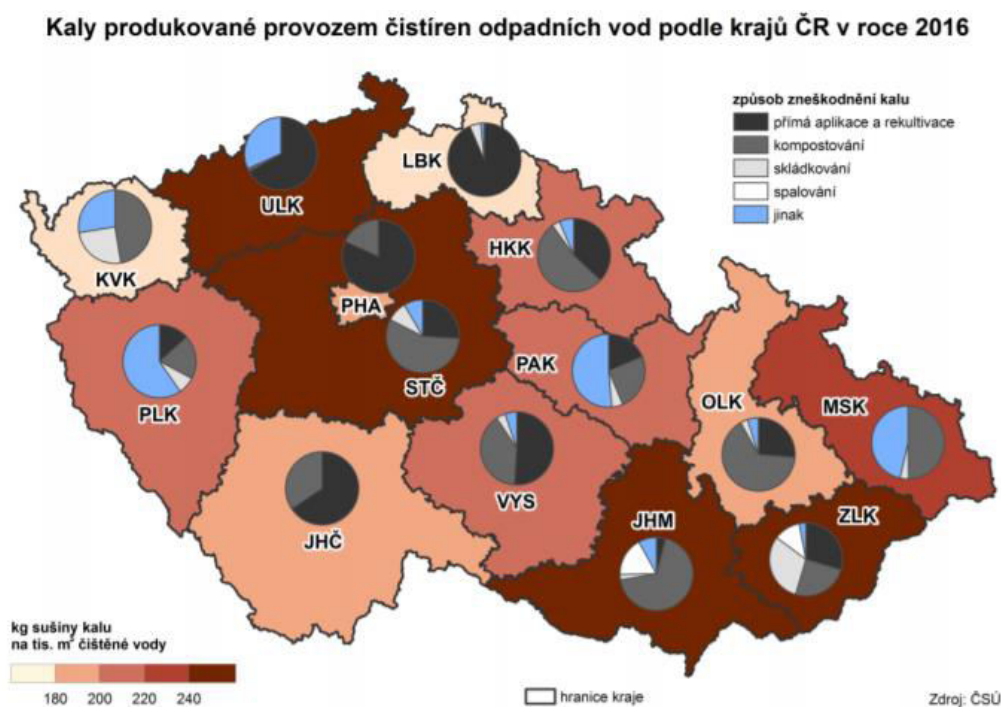 Kaly produkované provozem čistíren odpadních vod podle krajů ČR v roce 2016
způsob zneškodnění kalu
přímá aplikace a rekultivace
kompostování
skládkování
spalování
jinak
LBK
ULK
KVK
HKK
PHA
STČ
PAK
PLK
OLK
MSK
VYS
JHČ
JHM
ZLK
kg sušiny kalu
na tis. m³ čištěné vody
180 200 220 240
hranice kraje
Zdroj: ČSÚ